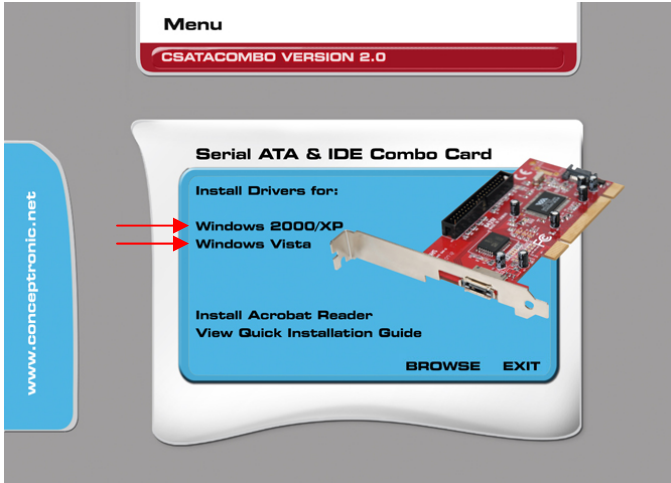 Menu
CSATACOMBO VERSION 2.0
www.conceptronic.net
Serial ATA & IDE Combo Card
Install Drivers for:
Windows 2000/XP
Windows Vista
Install Acrobat Reader
View Quick Installation Guide
BROWSE EXIT